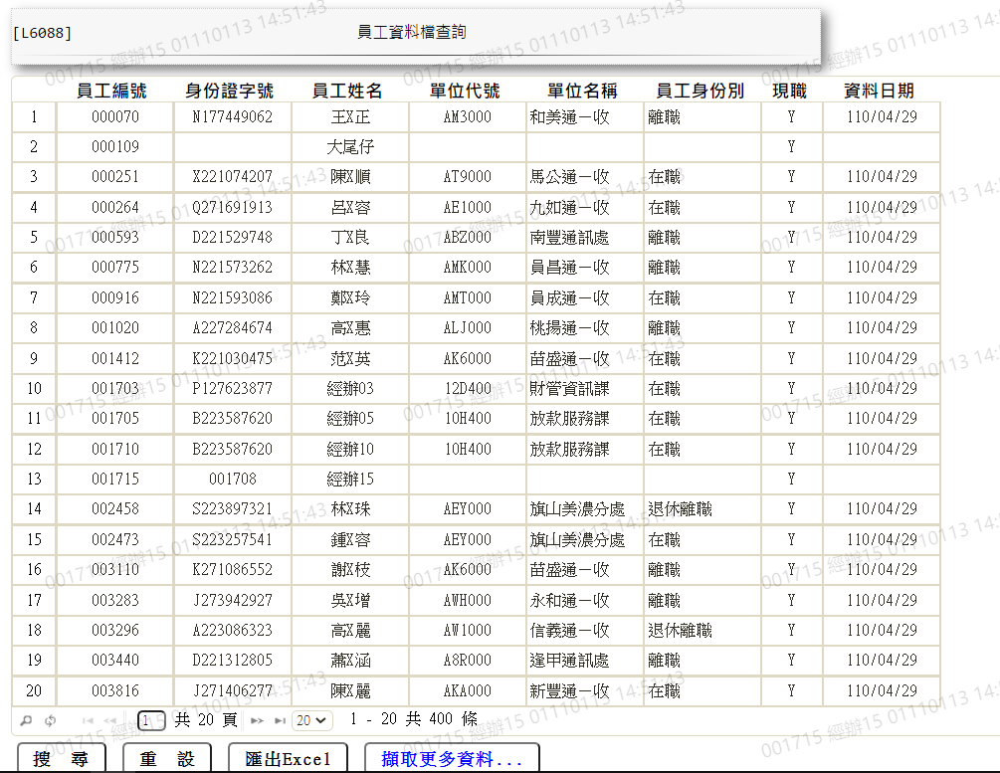 [L6088] 員工資料檔查詢
員工編號 身份證字號 員工姓名 單位代號 單位名稱 員工身份別 現職 資料日期
1 000070 N177449062 王X正 AM3000 和美通一收 離職 Y 110/04/29
2 000109 大尾仔 Y
3 000251 X221074207 陳X順 AT9000 馬公通一收 在職 Y 110/04/29
4 000264 Q271691913 呂X容 AE1000 九如通一收 在職 Y 110/04/29
5 000593 D221529748 丁X良 ABZ000 南豐通訊處 離職 Y 110/04/29
6 000775 N221573262 林X慧 AMK000 員昌通一收 離職 Y 110/04/29
7 000916 N221593086 鄭X玲 AMT000 員成通一收 在職 Y 110/04/29
8 001020 A227284674 高X惠 ALJ000 桃揚通一收 離職 Y 110/04/29
9 001412 K221030475 范X英 AK6000 苗盛通一收 在職 Y 110/04/29
10 001703 P127623877 經辦03 12D400 財管資訊課 在職 Y 110/04/29
11 001705 B223587620 經辦05 10H400 放款服務課 在職 Y 110/04/29
12 001710 B223587620 經辦10 10H400 放款服務課 在職 Y 110/04/29
13 001715 001708 經辦15 Y
14 002458 S223897321 林X珠 AEY000 旗山美濃分處 退休離職 Y 110/04/29
15 002473 S223257541 鍾X容 AEY000 旗山美濃分處 在職 Y 110/04/29
16 003110 K271086552 謝X枝 AK6000 苗盛通一收 離職 Y 110/04/29
17 003283 J273942927 吳X增 AWH000 永和通一收 離職 Y 110/04/29
18 003296 A223086323 高X麗 AW1000 信義通一收 退休離職 Y 110/04/29
19 003440 D221312805 蕭X涵 A8R000 逢甲通訊處 離職 Y 110/04/29
20 003816 J271406277 陳X麗 AKA000 新豐通一收 在職 Y 110/04/29
1 共 20 頁 20 1 - 20 共 400 條
搜 尋 重 設 匯出Excel 擷取更多資料...
001715 經辦15 01110113 14:51:43